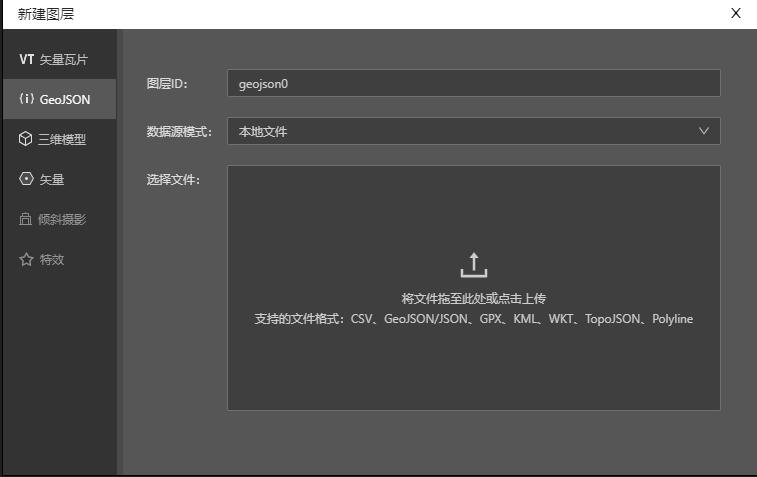 新建图层
X
VT 矢量瓦片
GeoJSON
三维模型
矢量
倾斜摄影
特效
图层ID：
geojson0
数据源模式：
本地文件
选择文件：
将文件拖至此处或点击上传
支持的文件格式：CSV、GeoJSON/JSON、GPX、KML、WKT、TopoJSON、Polyline